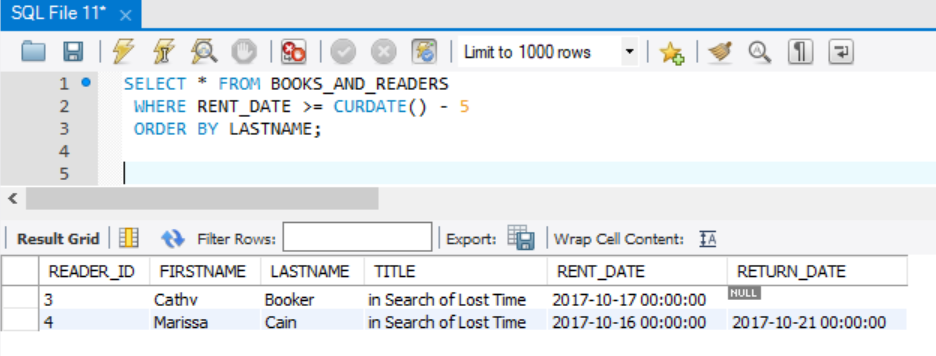 SQL File 11*
Limit to 1000 rows
1 SELECT * FROM BOOKS_AND_READERS
2 WHERE RENT_DATE >= CURDATE() - 5
3 ORDER BY LASTNAME;
4
5
Result Grid Filter Rows: Export: Wrap Cell Content: IA
READER_ID FIRSTNAME LASTNAME TITLE RENT_DATE RETURN_DATE
3 Cathy Booker in Search of Lost Time 2017-10-17 00:00:00 NULL
4 Marissa Cain in Search of Lost Time 2017-10-16 00:00:00 2017-10-21 00:00:00